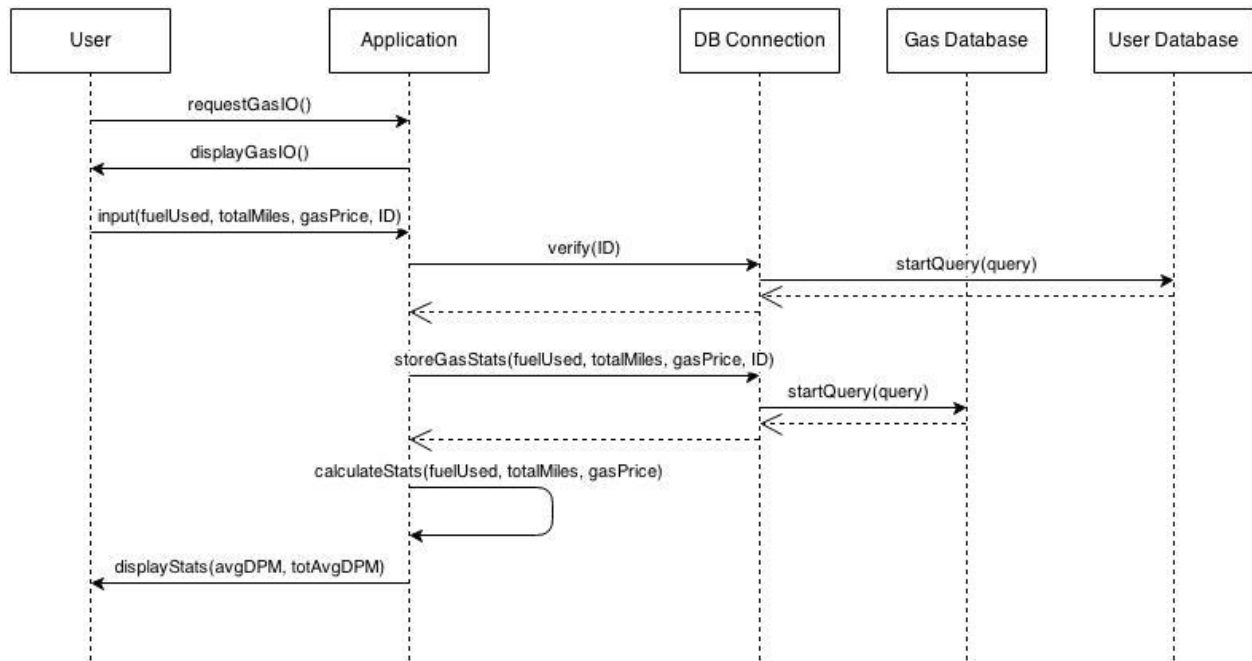 User
Application
DB Connection
Gas Database
User Database
requestGasIO()
displayGasIO()
input(fuelUsed, totalMiles, gasPrice, ID)
verify(ID)
startQuery(query)
storeGasStats(fuelUsed, totalMiles, gasPrice, ID)
startQuery(query)
calculateStats(fuelUsed, totalMiles, gasPrice)
displayStats(avgDPM, totAvgDPM)